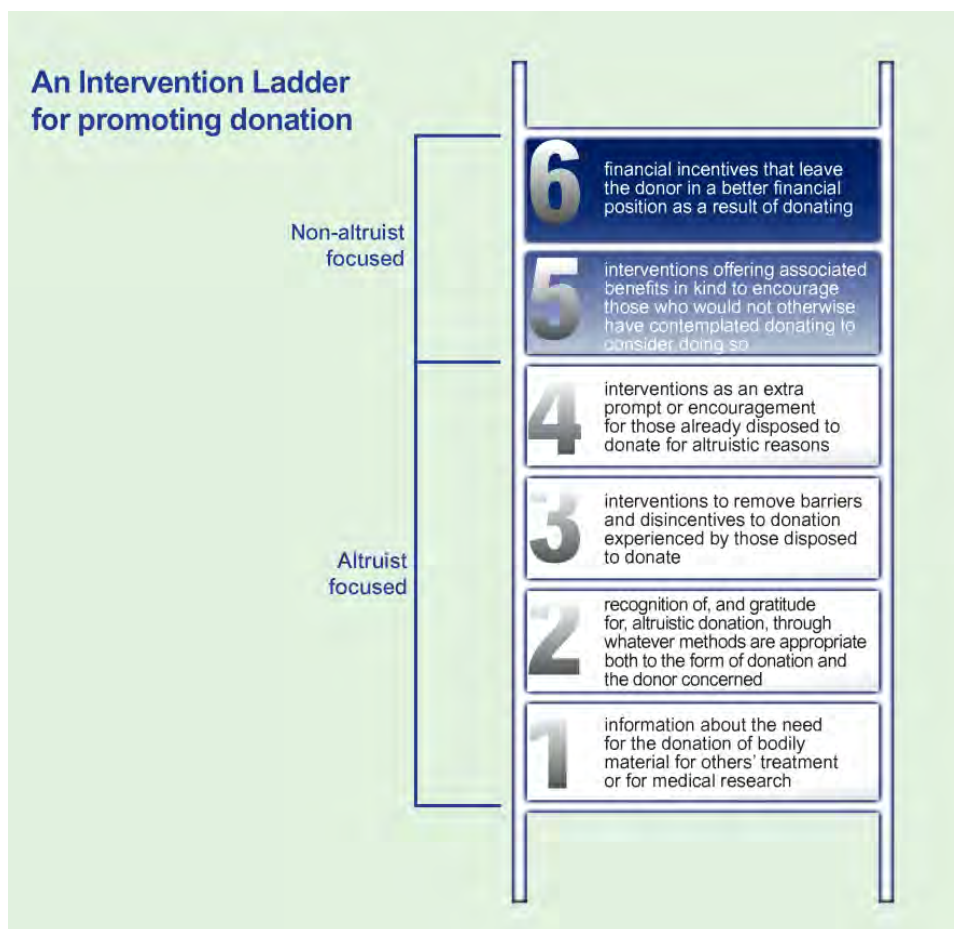 An Intervention Ladder
for promoting donation
Non-altruist
focused
6
financial incentives that leave
the donor in a better financial
position as a result of donating
5
interventions offering associated
benefits in kind to encourage
those who would not otherwise
have contemplated donating to
consider doing so
Altruist
focused
4
interventions as an extra
prompt or encouragement
for those already disposed to
donate for altruistic reasons
3
interventions to remove barriers
and disincentives to donation
experienced by those disposed
to donate
2
recognition of, and gratitude
for, altruistic donation, through
whatever methods are appropriate
both to the form of donation and
the donor concerned
1
information about the need
for the donation of bodily
material for others’ treatment
or for medical research